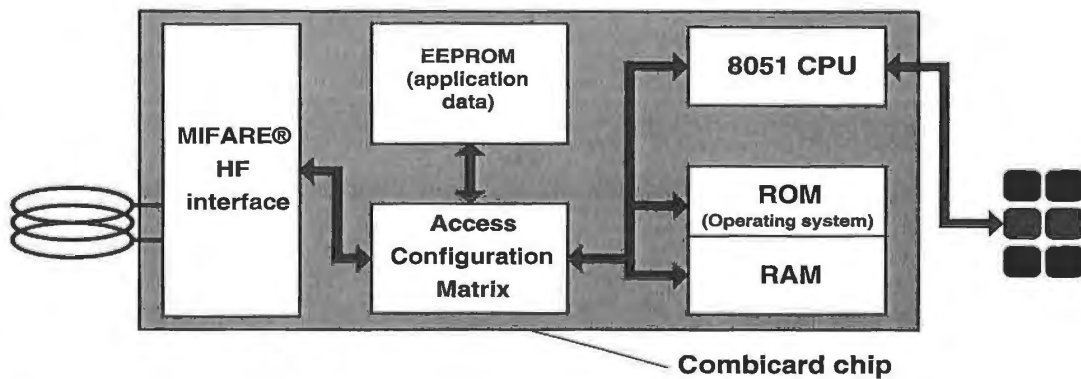 MIFARE®
HF
interface
EEPROM
(application
data)
Access
Configuration
Matrix
8051 CPU
ROM
(Operating system)
RAM
Combicard chip